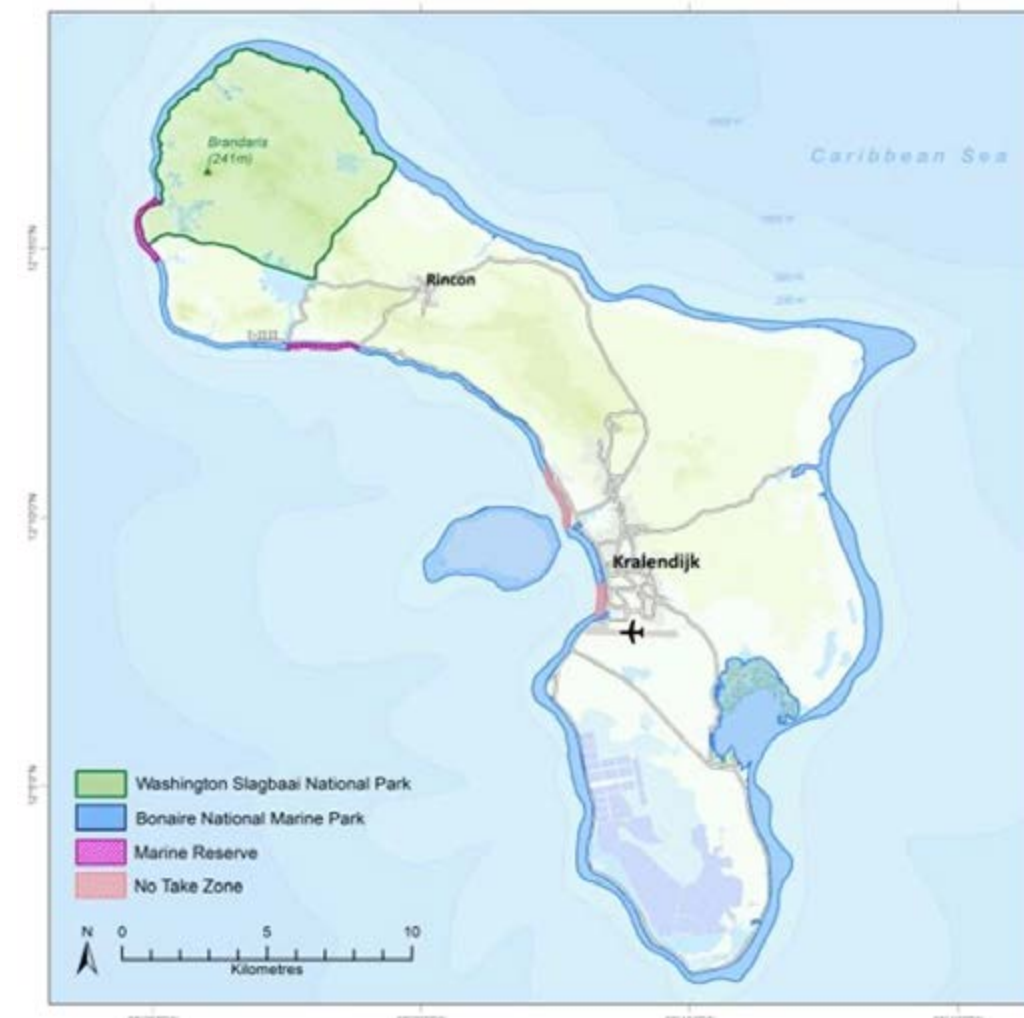 Brandaris
(241m)
Caribbean Sea
Rincon
Kralendijk
Washington Slagbaai National Park
Bonaire National Marine Park
Marine Reserve
No Take Zone
N 0 5 10
Kilometres